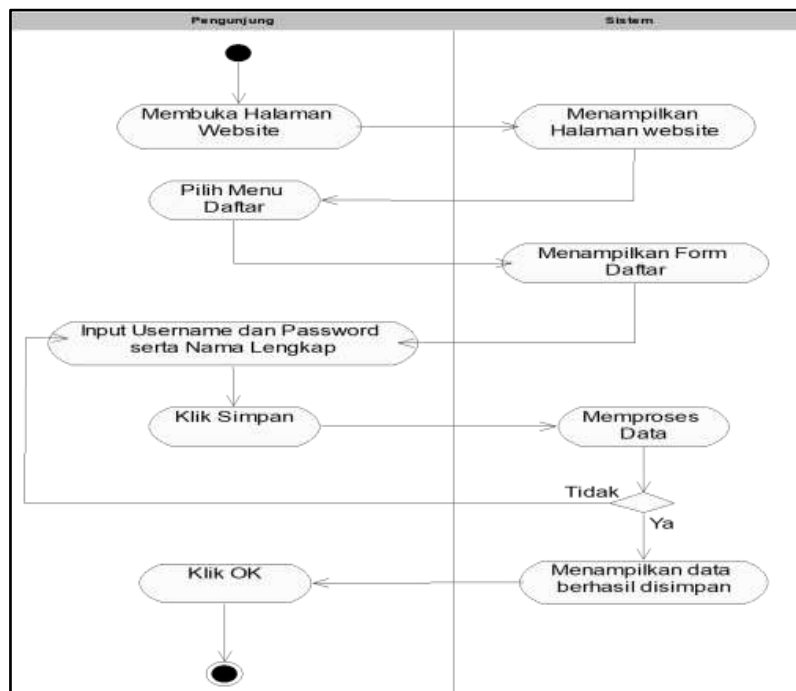 Pengunjung
Sistem
Membuka Halaman
Website
Menampilkan
Halaman website
Pilih Menu
Daftar
Menampilkan Form
Daftar
Input Username dan Password
serta Nama Lengkap
Klik Simpan
Memproses
Data
Tidak
Ya
Klik OK
Menampilkan data
berhasil disimpan